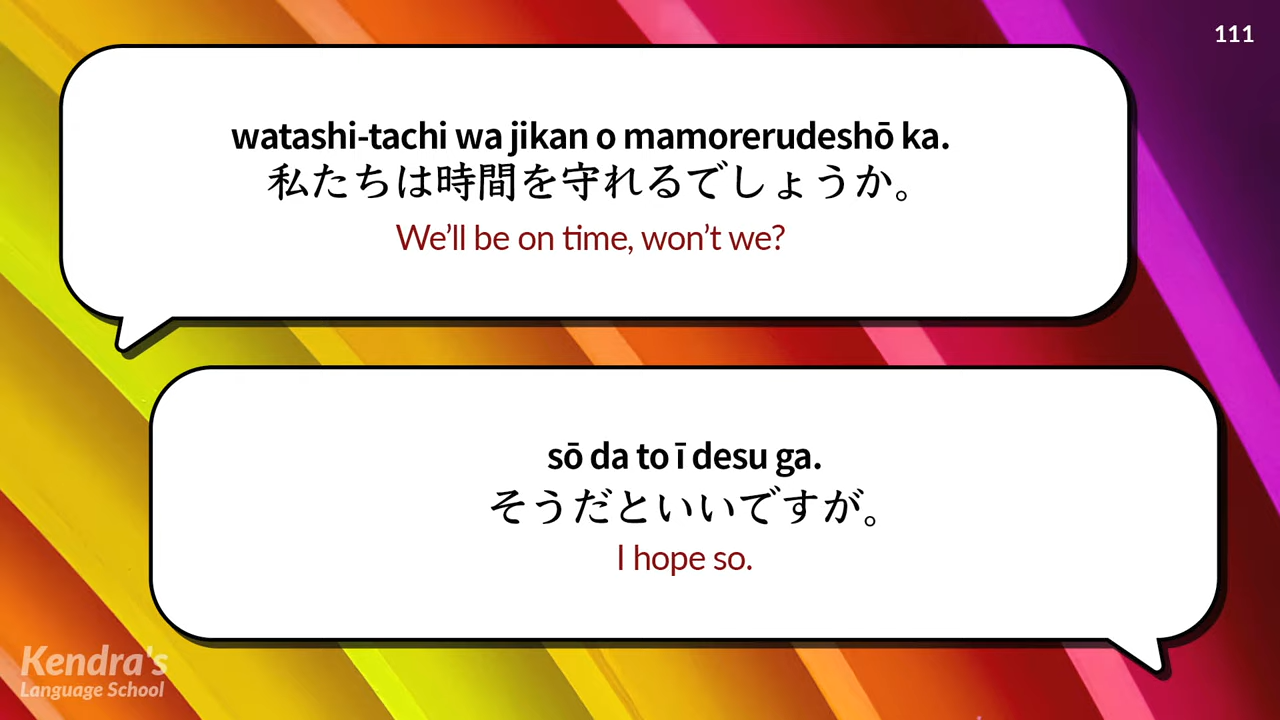 111
watashi-tachi wa jikan o mamorerudeshō ka.
私たちは時間を守れるでしょうか。
We'll be on time, won't we?
sō da to ī desu ga.
そうだといいですが。
I hope so.
Kendra's
Language School